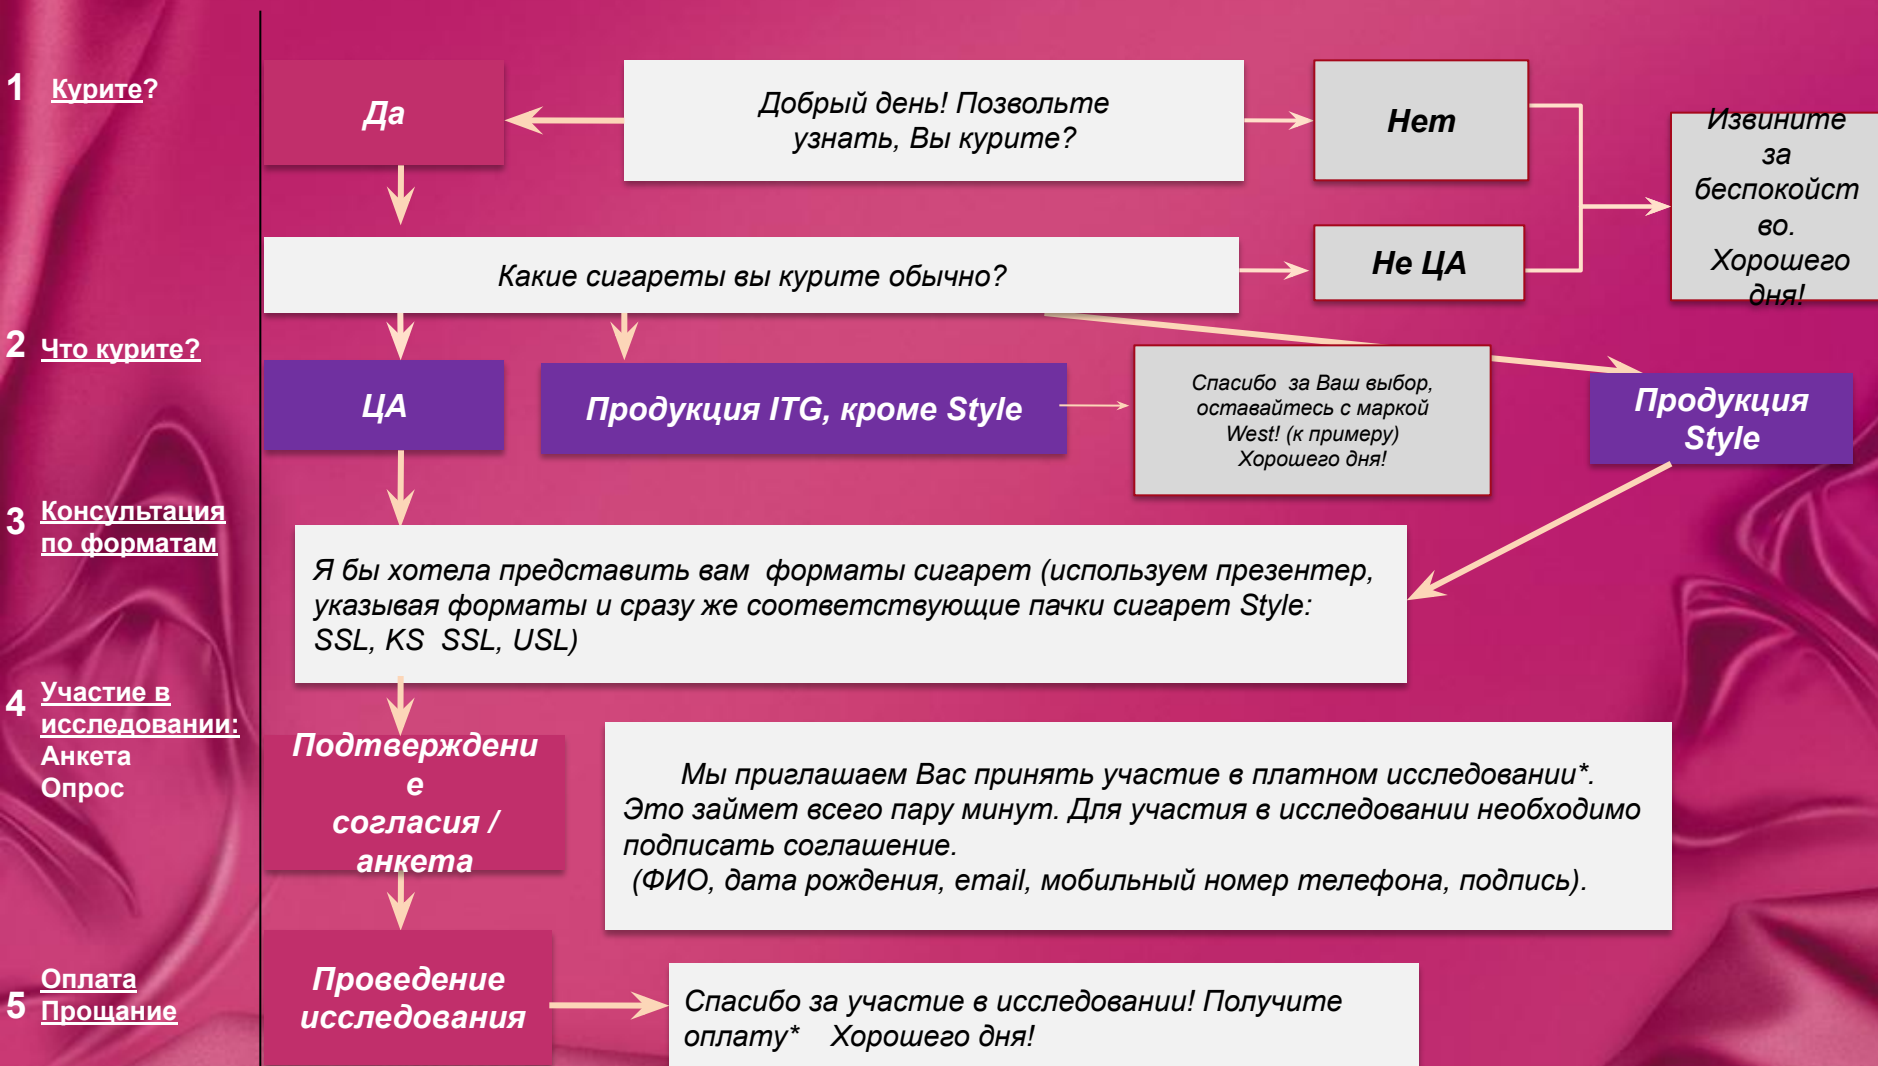 1 Курите?
Да
Добрый день! Позвольте
узнать, Вы курите?
Нет
Извините
за
беспокойст
во.
Хорошего
дня!
Какие сигареты вы курите обычно?
Не ЦА
2 Что курите?
ЦА
Продукция ITG, кроме Style
Спасибо за Ваш выбор,
оставайтесь с маркой
West! (к примеру)
Хорошего дня!
Продукция
Style
3 Консультация
по форматам
Я бы хотела представить вам форматы сигарет (используем презентер,
указывая форматы и сразу же соответствующие пачки сигарет Style:
SSL, KS SSL, USL)
4 Участие в
исследовании:
Анкета
Опрос
Подтверждени
е
согласия /
анкета
Мы приглашаем Вас принять участие в платном исследовании*.
Это займет всего пару минут. Для участия в исследовании необходимо
подписать соглашение.
(ФИО, дата рождения, email, мобильный номер телефона, подпись).
5 Оплата
Прощание
Проведение
исследования
Спасибо за участие в исследовании! Получите
оплату* Хорошего дня!